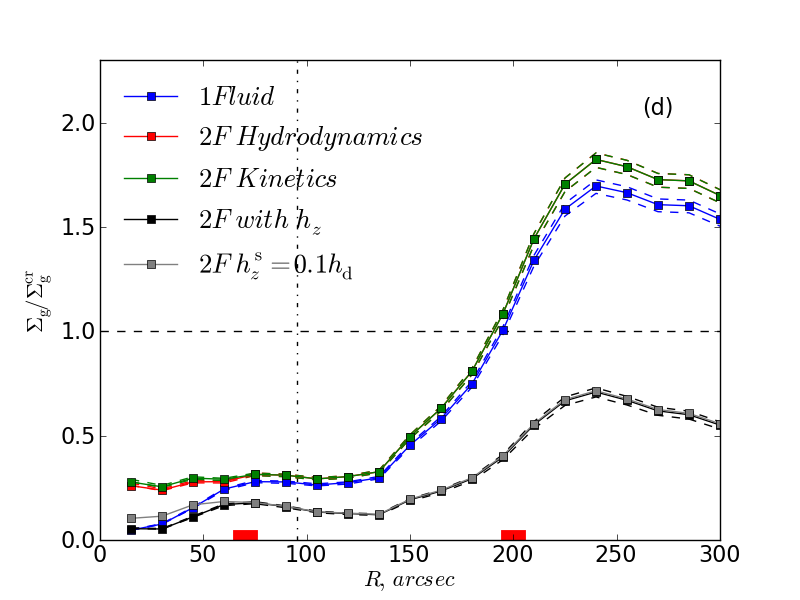 (d)
1Fluid
2F Hydrodynamics
2F Kinetics
2F with h_z
2F h_z^s = 0.1h_d
Σ_g/Σ_g^cr
2.0
1.5
1.0
0.5
0.0
0 50 100 150 200 250 300
R, arcsec